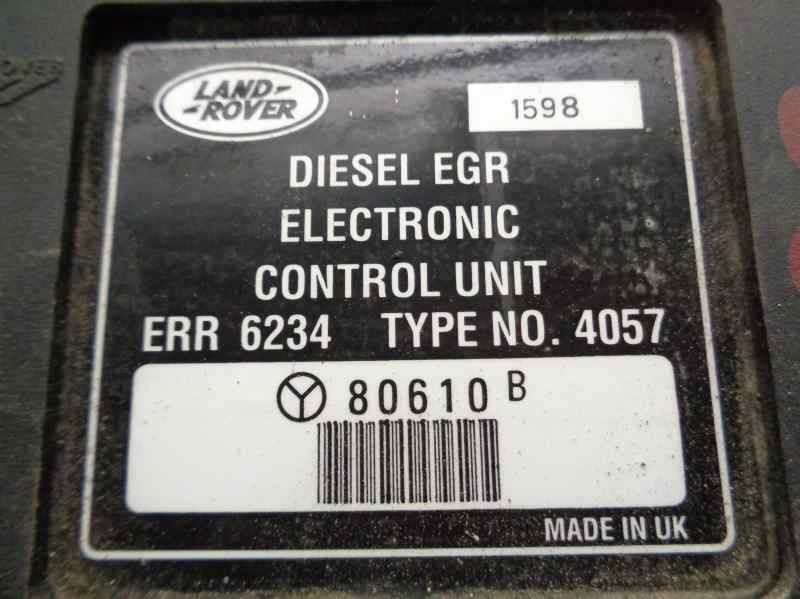 LAND-
-ROVER
1598
DIESEL EGR
ELECTRONIC
CONTROL UNIT
ERR 6234 TYPE NO. 4057
80610 B
MADE IN UK